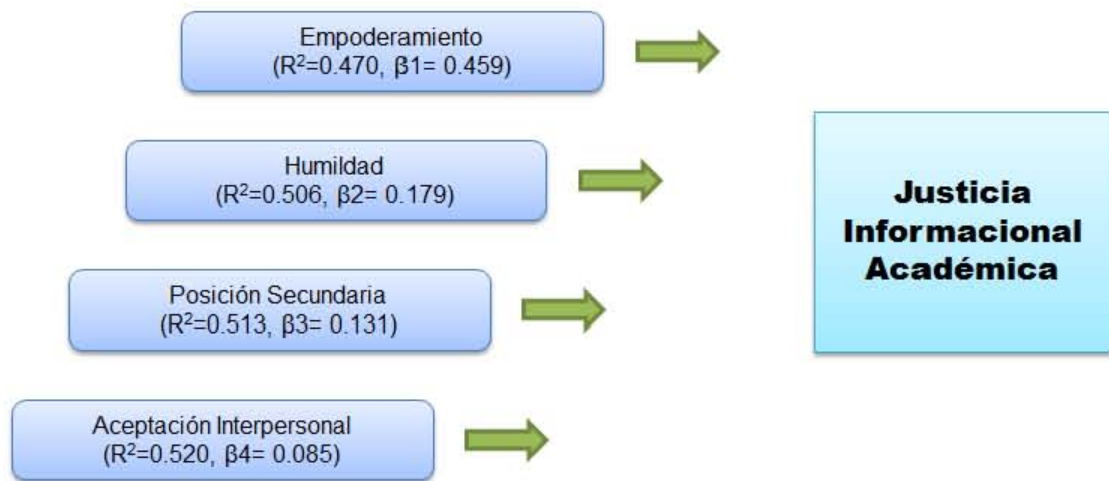 Empoderamiento
(R²=0.470, β1= 0.459)
Humildad
(R²=0.506, β2= 0.179)
Posición Secundaria
(R²=0.513, β3= 0.131)
Aceptación Interpersonal
(R²=0.520, β4= 0.085)
Justicia
Informacional
Académica